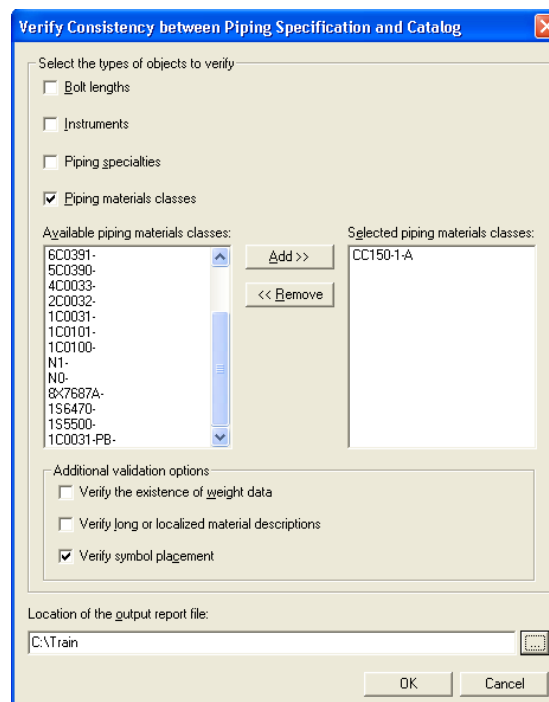 Verify Consistency between Piping Specification and Catalog
Select the types of objects to verify
Bolt lengths
Instruments
Piping specialties
Piping materials classes
Available piping materials classes:
6C0391-
5C0390-
4C0033-
2C0032-
1C0031-
1C0101-
1C0100-
N1-
N0-
8X7687A-
1S6470-
1S5500-
1C0031-PB-
Add >>
<< Remove
Selected piping materials classes:
CC150-1-A
Additional validation options
Verify the existence of weight data
Verify long or localized material descriptions
Verify symbol placement
Location of the output report file:
C:\Train
...
OK Cancel